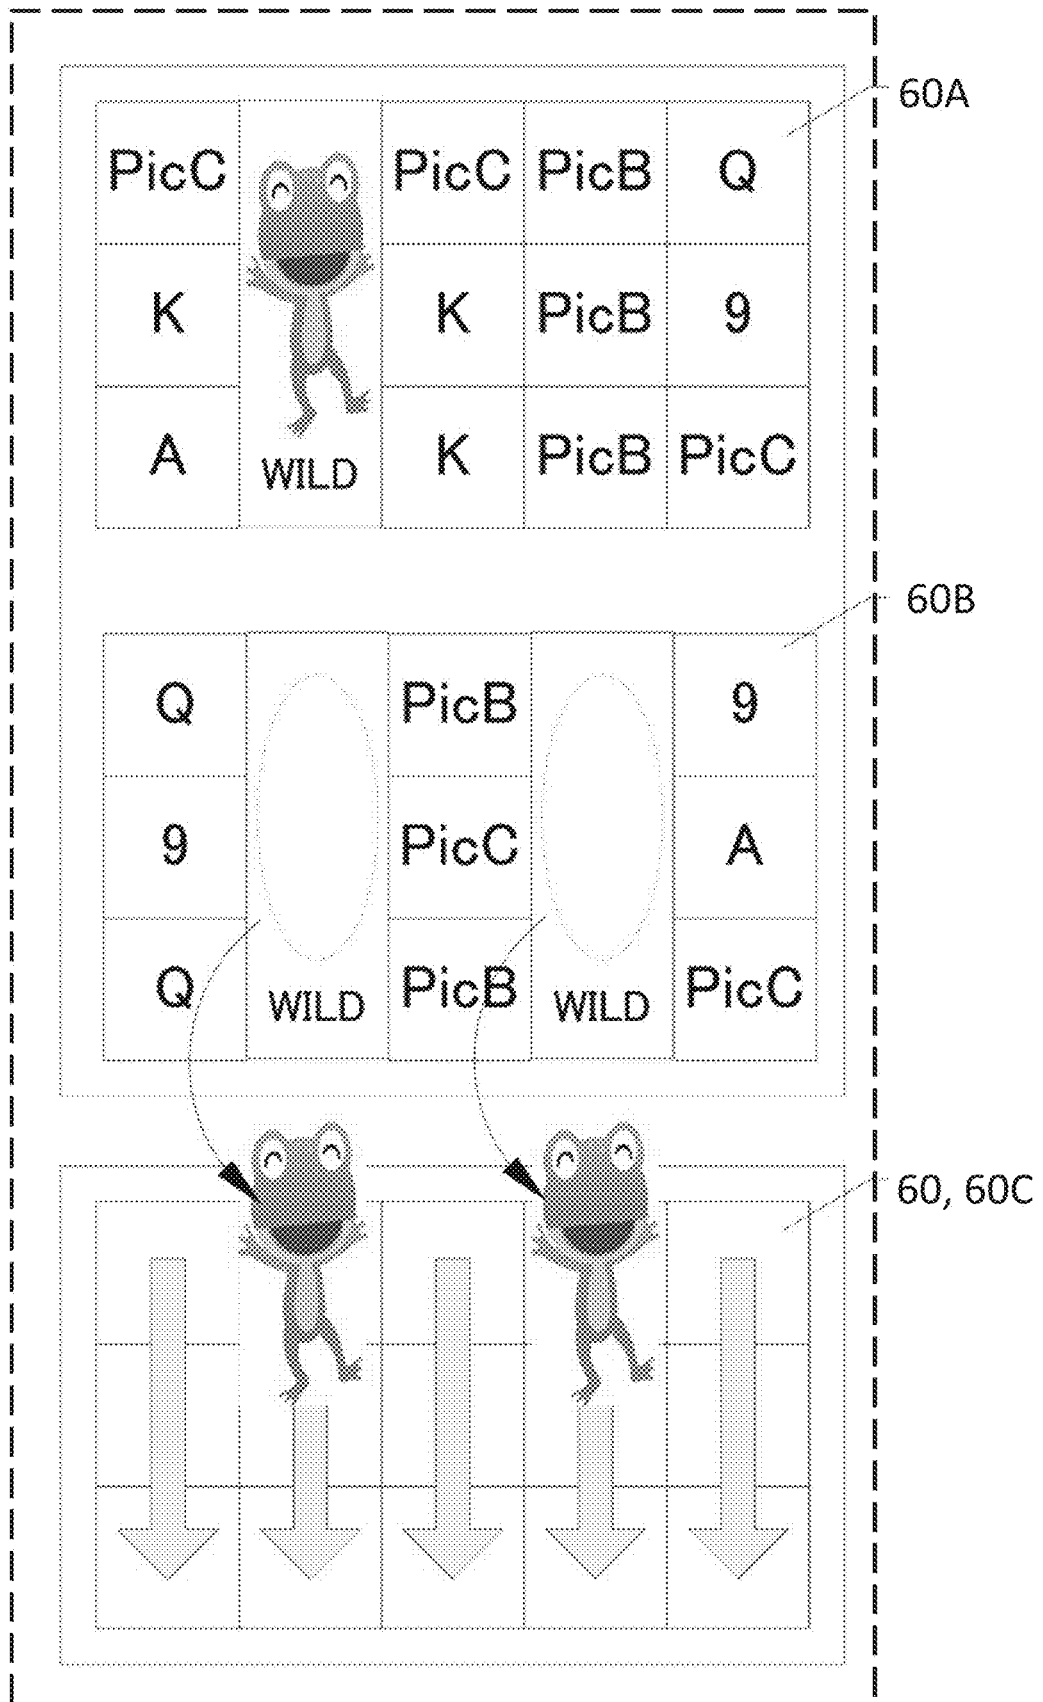 60A
PicC PicC PicB Q
K K PicB 9
A WILD K PicB PicC
60B
Q PicB 9
9 PicC A
Q WILD PicB WILD PicC
60, 60C